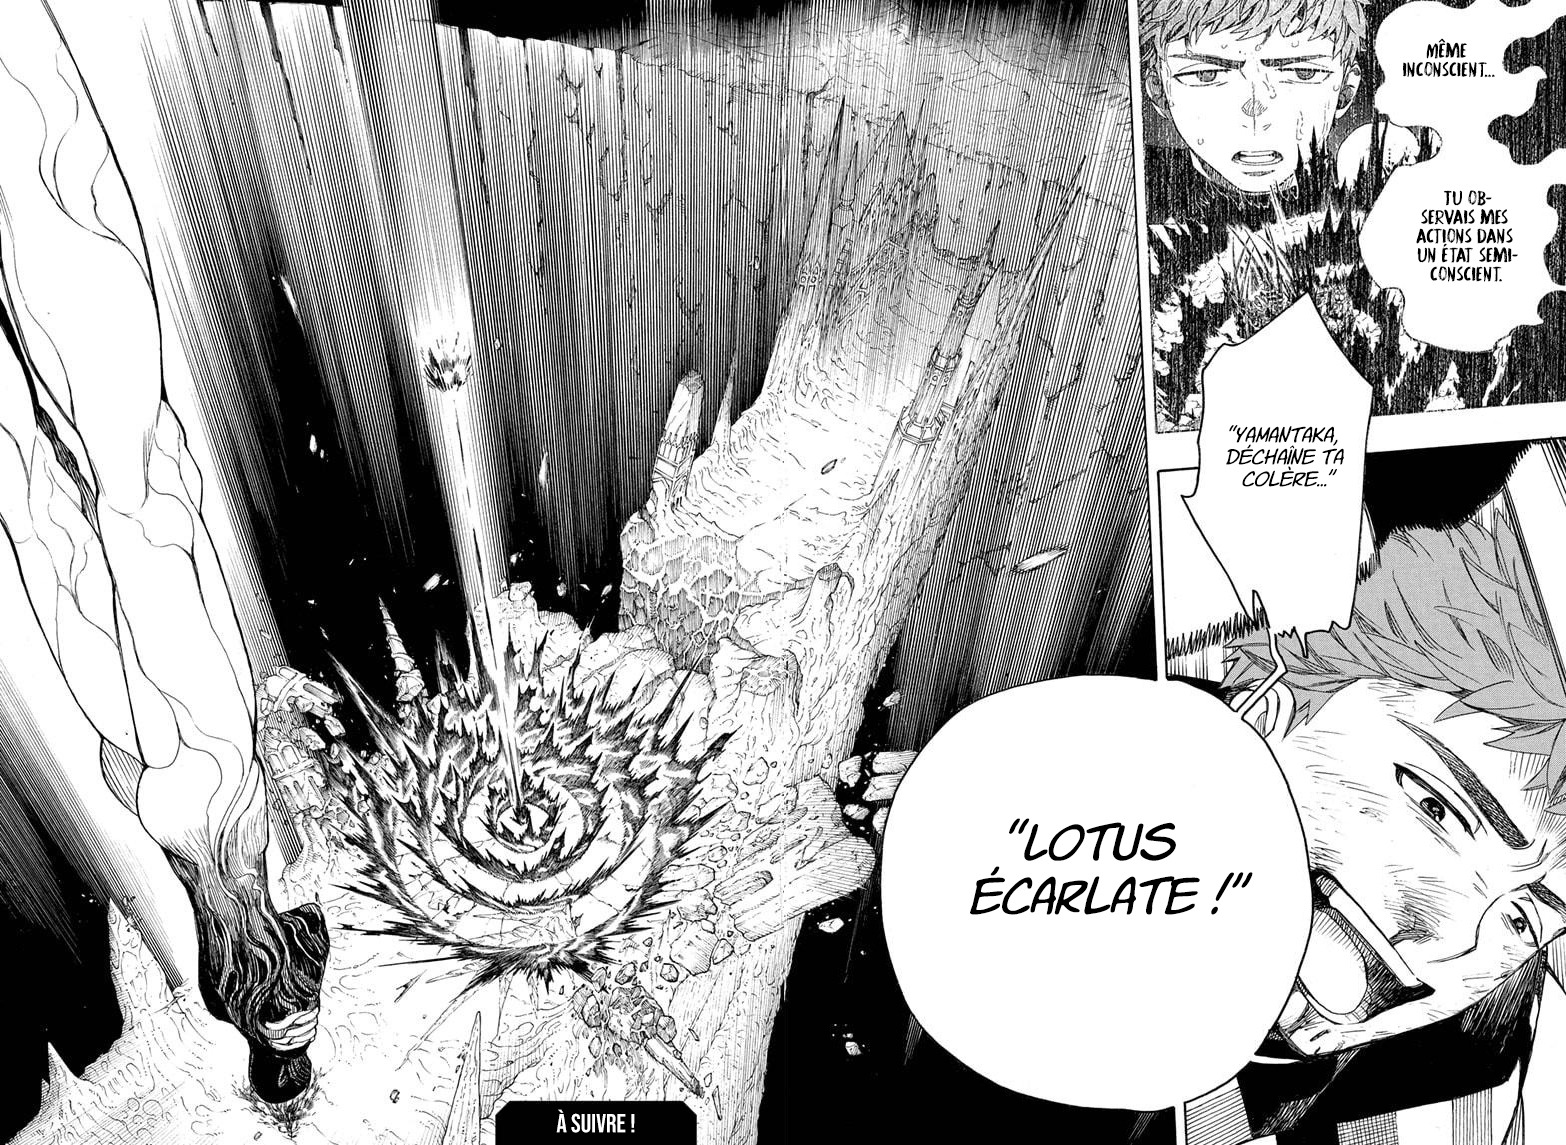 MÊME
INCONSCIENT...
TU OB-
SERVAIS MES
ACTIONS DANS
UN ÉTAT SEMI-
CONSCIENT.
"YAMANTAKA,
DÉCHAÎNE TA
COLÈRE..."
"LOTUS
ÉCARLATE !"
À SUIVRE !